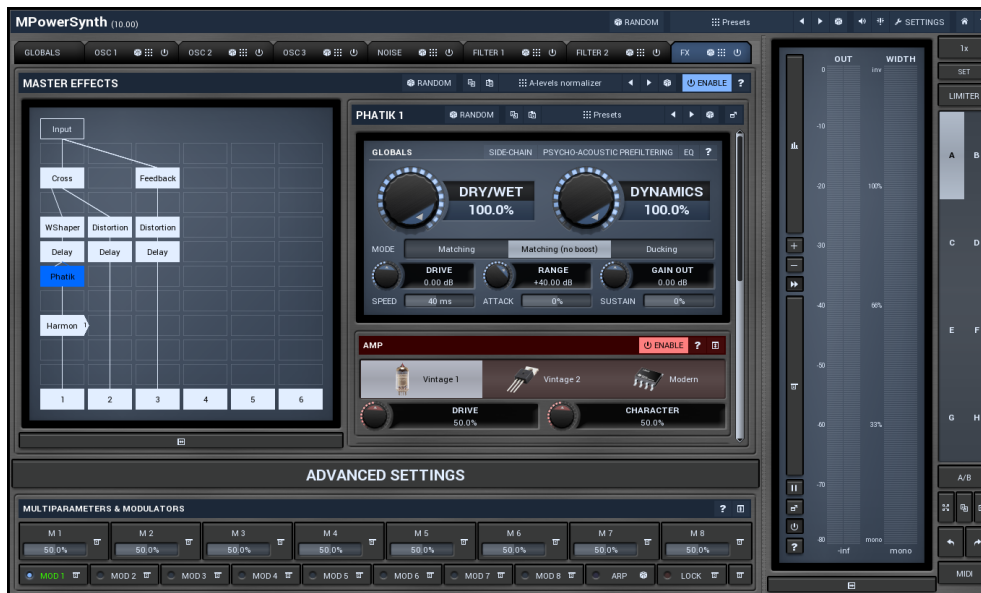 MPowerSynth (10.00) RANDOM Presets SETTINGS
GLOBALS OSC 1 OSC 2 OSC 3 NOISE FILTER 1 FILTER 2 FX
MASTER EFFECTS RANDOM A-levels normalizer ENABLE ?
Input
Cross Feedback
WShaper Distortion Distortion
Delay Delay Delay
Phatik
Harmon 1
1 2 3 4 5 6
PHATIK 1 RANDOM Presets
GLOBALS SIDE-CHAIN PSYCHO-ACOUSTIC PREFILTERING EQ ?
DRY/WET DYNAMICS
100.0% 100.0%
MODE Matching Matching (no boost) Ducking
DRIVE RANGE GAIN OUT
0.00 dB +40.00 dB 0.00 dB
SPEED 40 ms ATTACK 0% SUSTAIN 0%
AMP ENABLE ?
Vintage 1 Vintage 2 Modern
DRIVE CHARACTER
50.0% 50.0%
ADVANCED SETTINGS
MULTIPARAMETERS & MODULATORS ?
M 1 M 2 M 3 M 4 M 5 M 6 M 7 M 8
50.0% 50.0% 50.0% 50.0% 50.0% 50.0% 50.0% 50.0%
MOD 1 MOD 2 MOD 3 MOD 4 MOD 5 MOD 6 MOD 7 MOD 8 ARP LOCK
OUT WIDTH
0 inv
-10
-20 100%
-30
-40 66%
-50
-60 33%
-70
-80 mono
-inf mono
?
1x
SET
LIMITER
A B
C D
E F
G H
A/B
MIDI